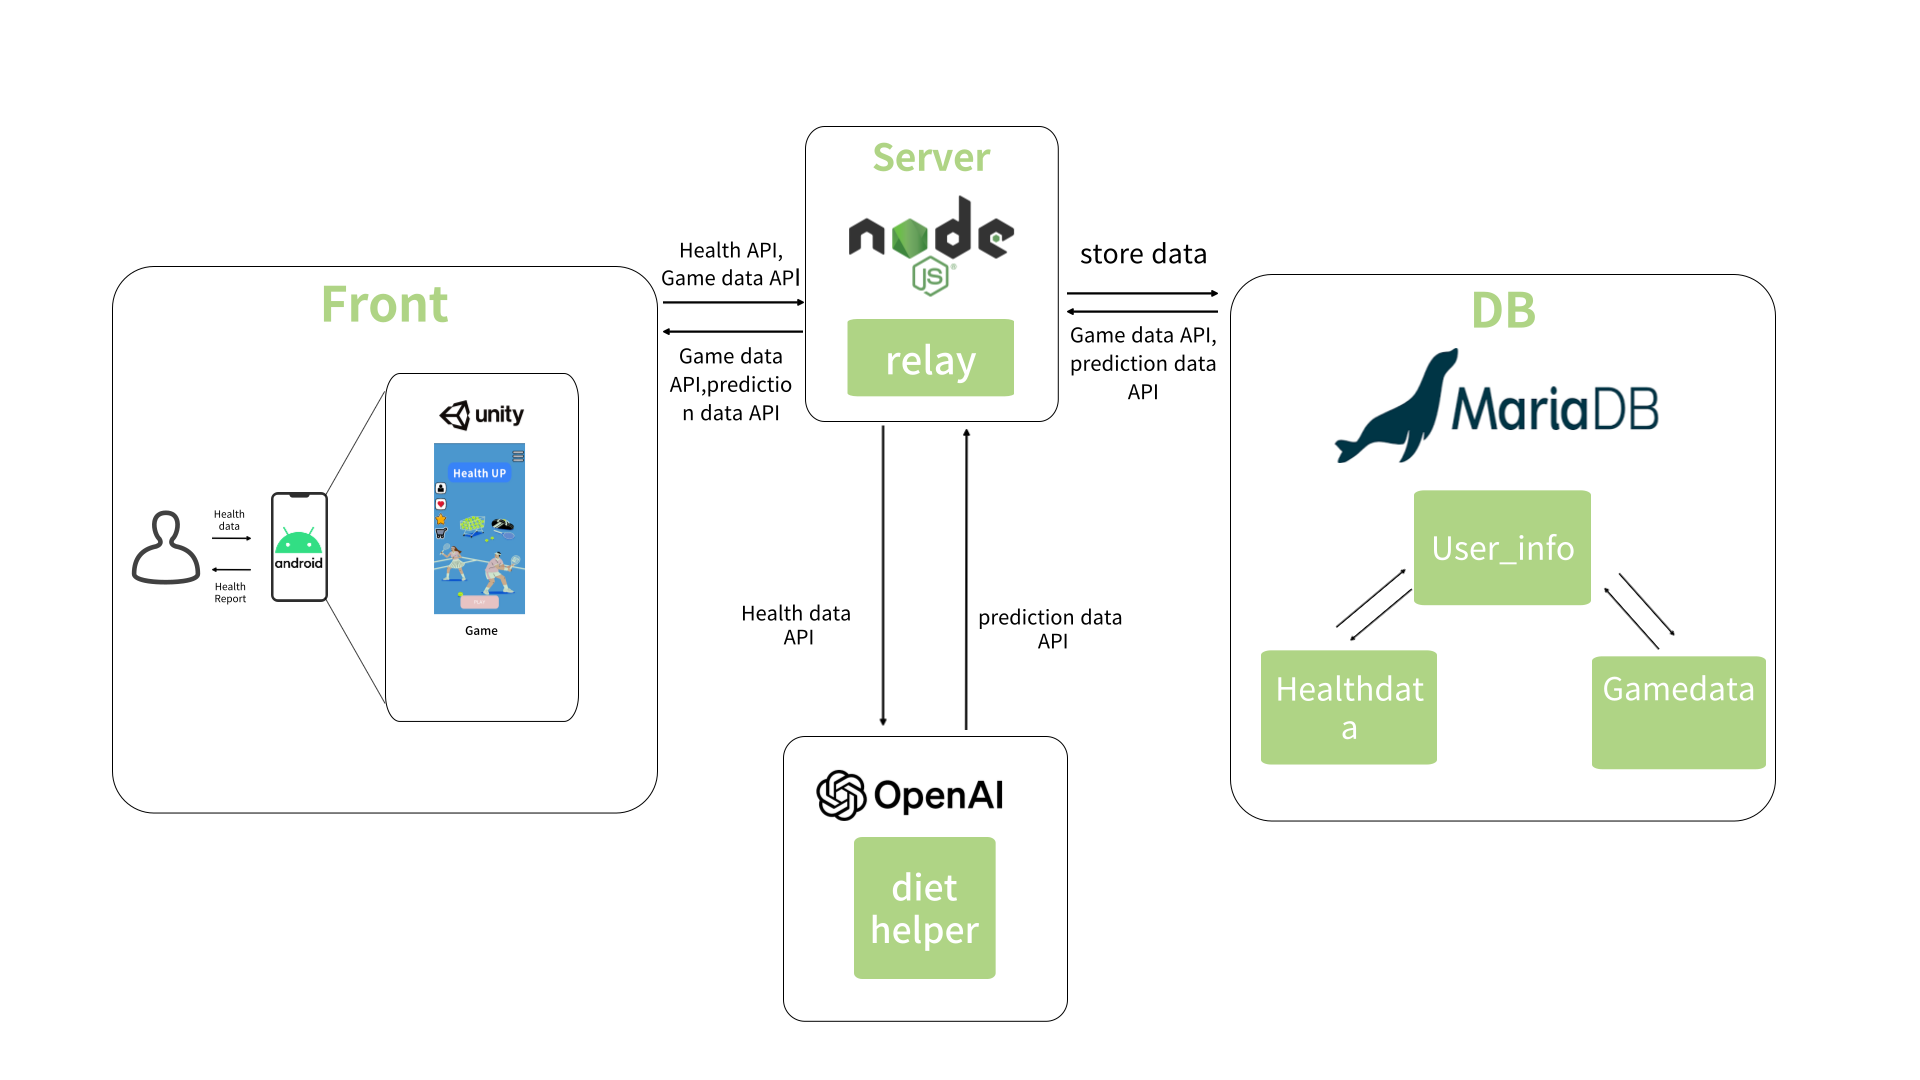 Server
node
JS
relay
Health API,
Game data API
Game data
API,predictio
n data API
store data
Game data API,
prediction data
API
Front
unity
Health UP
PLAY
Game
Health
data
Health
Report
android
DB
MariaDB
User_info
Healthdat
a
Gamedata
Health data
API
prediction data
API
OpenAI
diet
helper